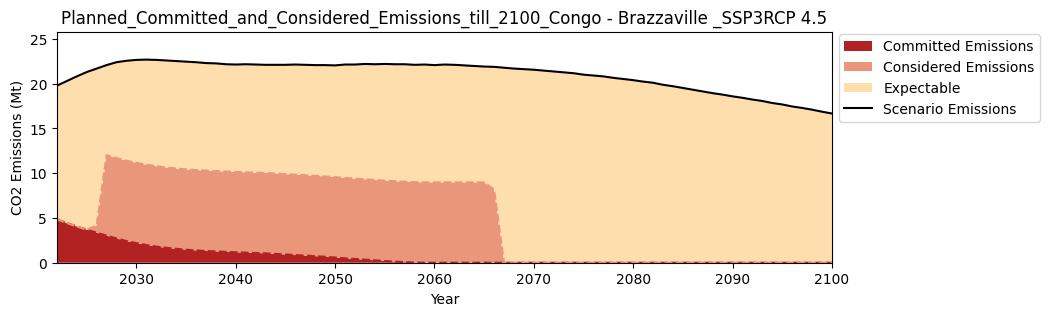 Planned_Committed_and_Considered_Emissions_till_2100_Congo - Brazzaville _SSP3RCP 4.5
25
20
15
10
5
0
CO2 Emissions (Mt)
2030 2040 2050 2060 2070 2080 2090 2100
Year
Committed Emissions
Considered Emissions
Expectable
Scenario Emissions